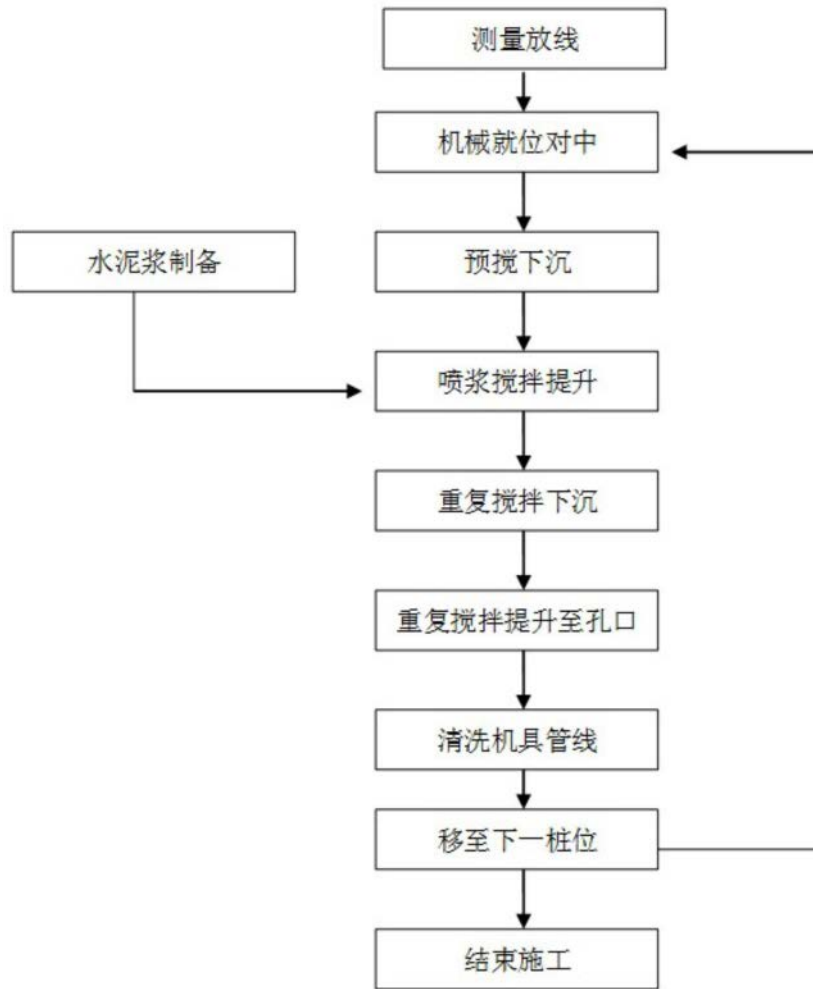 测量放线
机械就位对中
水泥浆制备
预搅下沉
喷浆搅拌提升
重复搅拌下沉
重复搅拌提升至孔口
清洗机具管线
移至下一桩位
结束施工